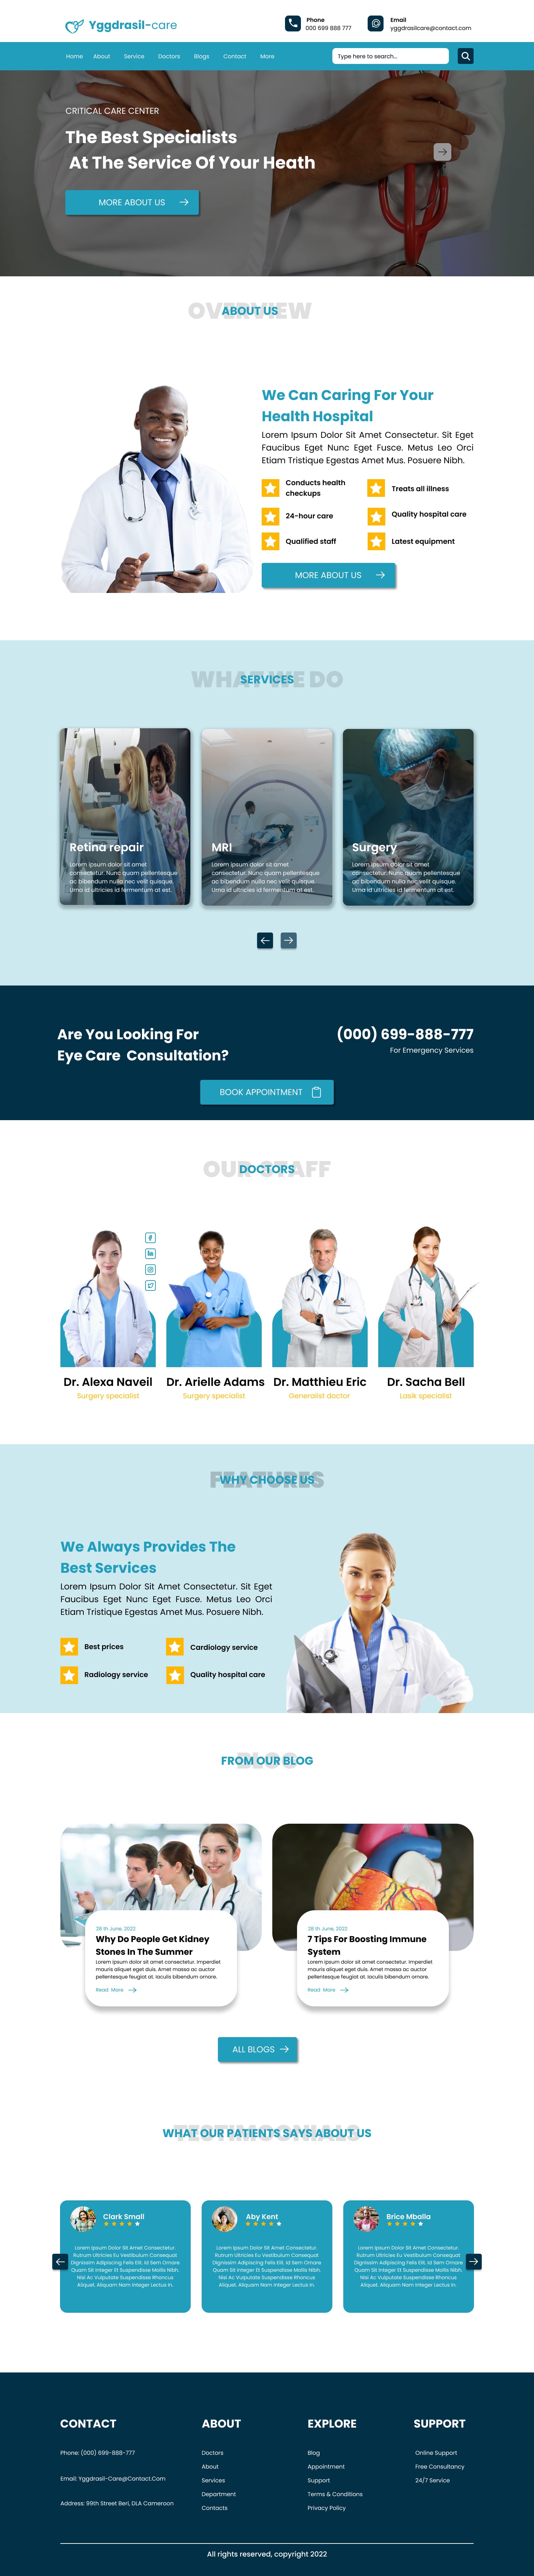 Yggdrasil-care
Phone
000 699 888 777
Email
yggdrasilcare@contact.com
Home About Service Doctors Blogs Contact More
Type here to search...
CRITICAL CARE CENTER
The Best Specialists
At The Service Of Your Heath
MORE ABOUT US
OVERVIEW
ABOUT US
We Can Caring For Your
Health Hospital
Lorem Ipsum Dolor Sit Amet Consectetur. Sit Eget
Faucibus Eget Nunc Eget Fusce. Metus Leo Orci
Etiam Tristique Egestas Amet Mus. Posuere Nibh.
Conducts health
checkups
Treats all illness
24-hour care
Quality hospital care
Qualified staff
Latest equipment
MORE ABOUT US
WHAT WE DO
SERVICES
Retina repair
Lorem ipsum dolor sit amet
consectetur. Nunc quam pellentesque
ac bibendum nulla nec velit quisque.
Urna id ultricies id fermentum at est.
MRI
Lorem ipsum dolor sit amet
consectetur. Nunc quam pellentesque
ac bibendum nulla nec velit quisque.
Urna id ultricies id fermentum at est.
Surgery
Lorem ipsum dolor sit amet
consectetur. Nunc quam pellentesque
ac bibendum nulla nec velit quisque.
Urna id ultricies id fermentum at est.
Are You Looking For
Eye Care Consultation?
(000) 699-888-777
For Emergency Services
BOOK APPOINTMENT
OUR STAFF
DOCTORS
Dr. Alexa Naveil
Surgery specialist
Dr. Arielle Adams
Surgery specialist
Dr. Matthieu Eric
Generalist doctor
Dr. Sacha Bell
Lasik specialist
FEATURES
WHY CHOOSE US
We Always Provides The
Best Services
Lorem Ipsum Dolor Sit Amet Consectetur. Sit Eget
Faucibus Eget Nunc Eget Fusce. Metus Leo Orci
Etiam Tristique Egestas Amet Mus. Posuere Nibh.
Best prices
Cardiology service
Radiology service
Quality hospital care
BLOG
FROM OUR BLOG
28 th June, 2022
Why Do People Get Kidney
Stones In The Summer
Lorem ipsum dolor sit amet consectetur. Imperdiet
mauris aliquet eget duis. Amet massa ac auctor
pellentesque feugiat at. Iaculis bibendum ornare.
Read More
28 th June, 2022
7 Tips For Boosting Immune
System
Lorem ipsum dolor sit amet consectetur. Imperdiet
mauris aliquet eget duis. Amet massa ac auctor
pellentesque feugiat at. Iaculis bibendum ornare.
Read More
ALL BLOGS
TESTIMONIALS
WHAT OUR PATIENTS SAYS ABOUT US
Clark Small
Lorem Ipsum Dolor Sit Amet Consectetur.
Rutrum Ultricies Eu Vestibulum Consequat
Dignissim Adipiscing Felis Elit. Id Sem Ornare
Quam Sit Integer Et Suspendisse Mollis Nibh.
Nisi Ac Vulputate Suspendisse Rhoncus
Aliquet. Aliquam Nam Integer Lectus In.
Aby Kent
Lorem Ipsum Dolor Sit Amet Consectetur.
Rutrum Ultricies Eu Vestibulum Consequat
Dignissim Adipiscing Felis Elit. Id Sem Ornare
Quam Sit Integer Et Suspendisse Mollis Nibh.
Nisi Ac Vulputate Suspendisse Rhoncus
Aliquet. Aliquam Nam Integer Lectus In.
Brice Mballa
Lorem Ipsum Dolor Sit Amet Consectetur.
Rutrum Ultricies Eu Vestibulum Consequat
Dignissim Adipiscing Felis Elit. Id Sem Ornare
Quam Sit Integer Et Suspendisse Mollis Nibh.
Nisi Ac Vulputate Suspendisse Rhoncus
Aliquet. Aliquam Nam Integer Lectus In.
CONTACT
Phone: (000) 699-888-777
Email: Yggdrasil-Care@Contact.Com
Address: 99th Street Beri, DLA Cameroon
ABOUT
Doctors
About
Services
Department
Contacts
EXPLORE
Blog
Appointment
Support
Terms & Conditions
Privacy Policy
SUPPORT
Online Support
Free Consultancy
24/7 Service
All rights reserved, copyright 2022